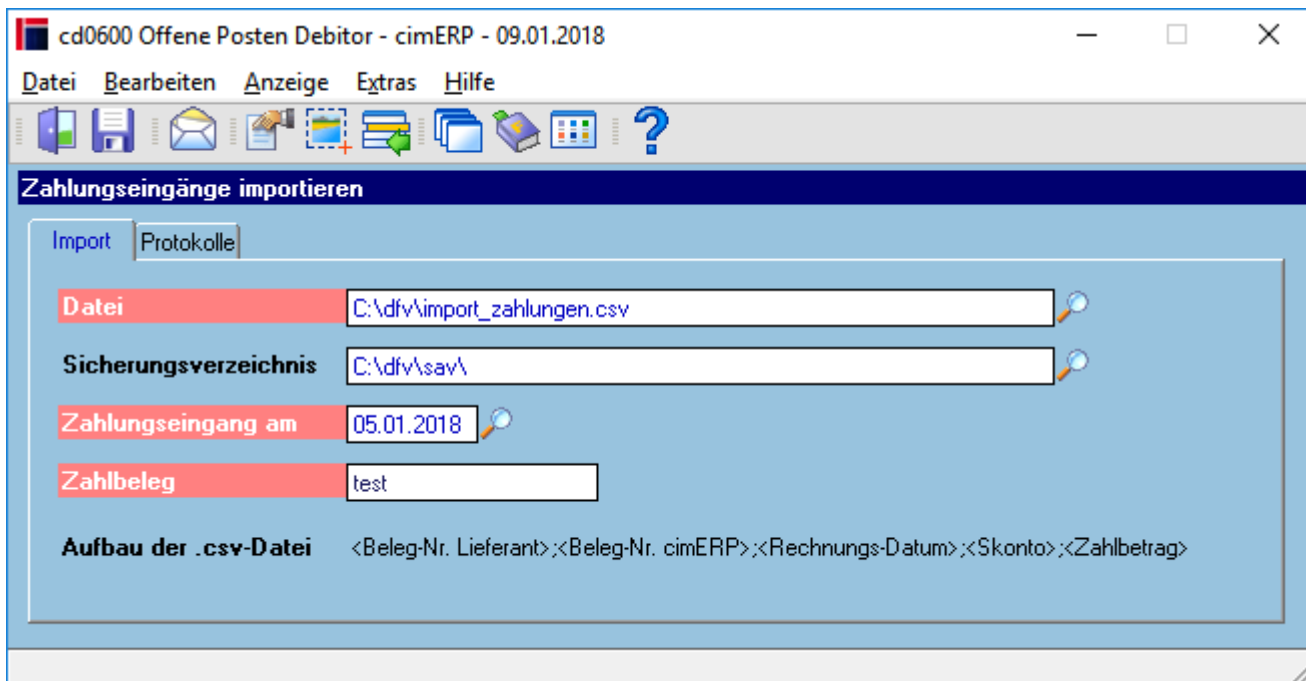 cd0600 Offene Posten Debitor - cimERP - 09.01.2018
Datei Bearbeiten Anzeige Extras Hilfe
Zahlungseingänge importieren
Import Protokolle
Datei C:\dfv\import_zahlungen.csv
Sicherungsverzeichnis C:\dfv\sav\
Zahlungseingang am 05.01.2018
Zahlbeleg test
Aufbau der .csv-Datei <Beleg-Nr. Lieferant>;<Beleg-Nr. cimERP>;<Rechnungs-Datum>;<Skonto>;<Zahlbetrag>